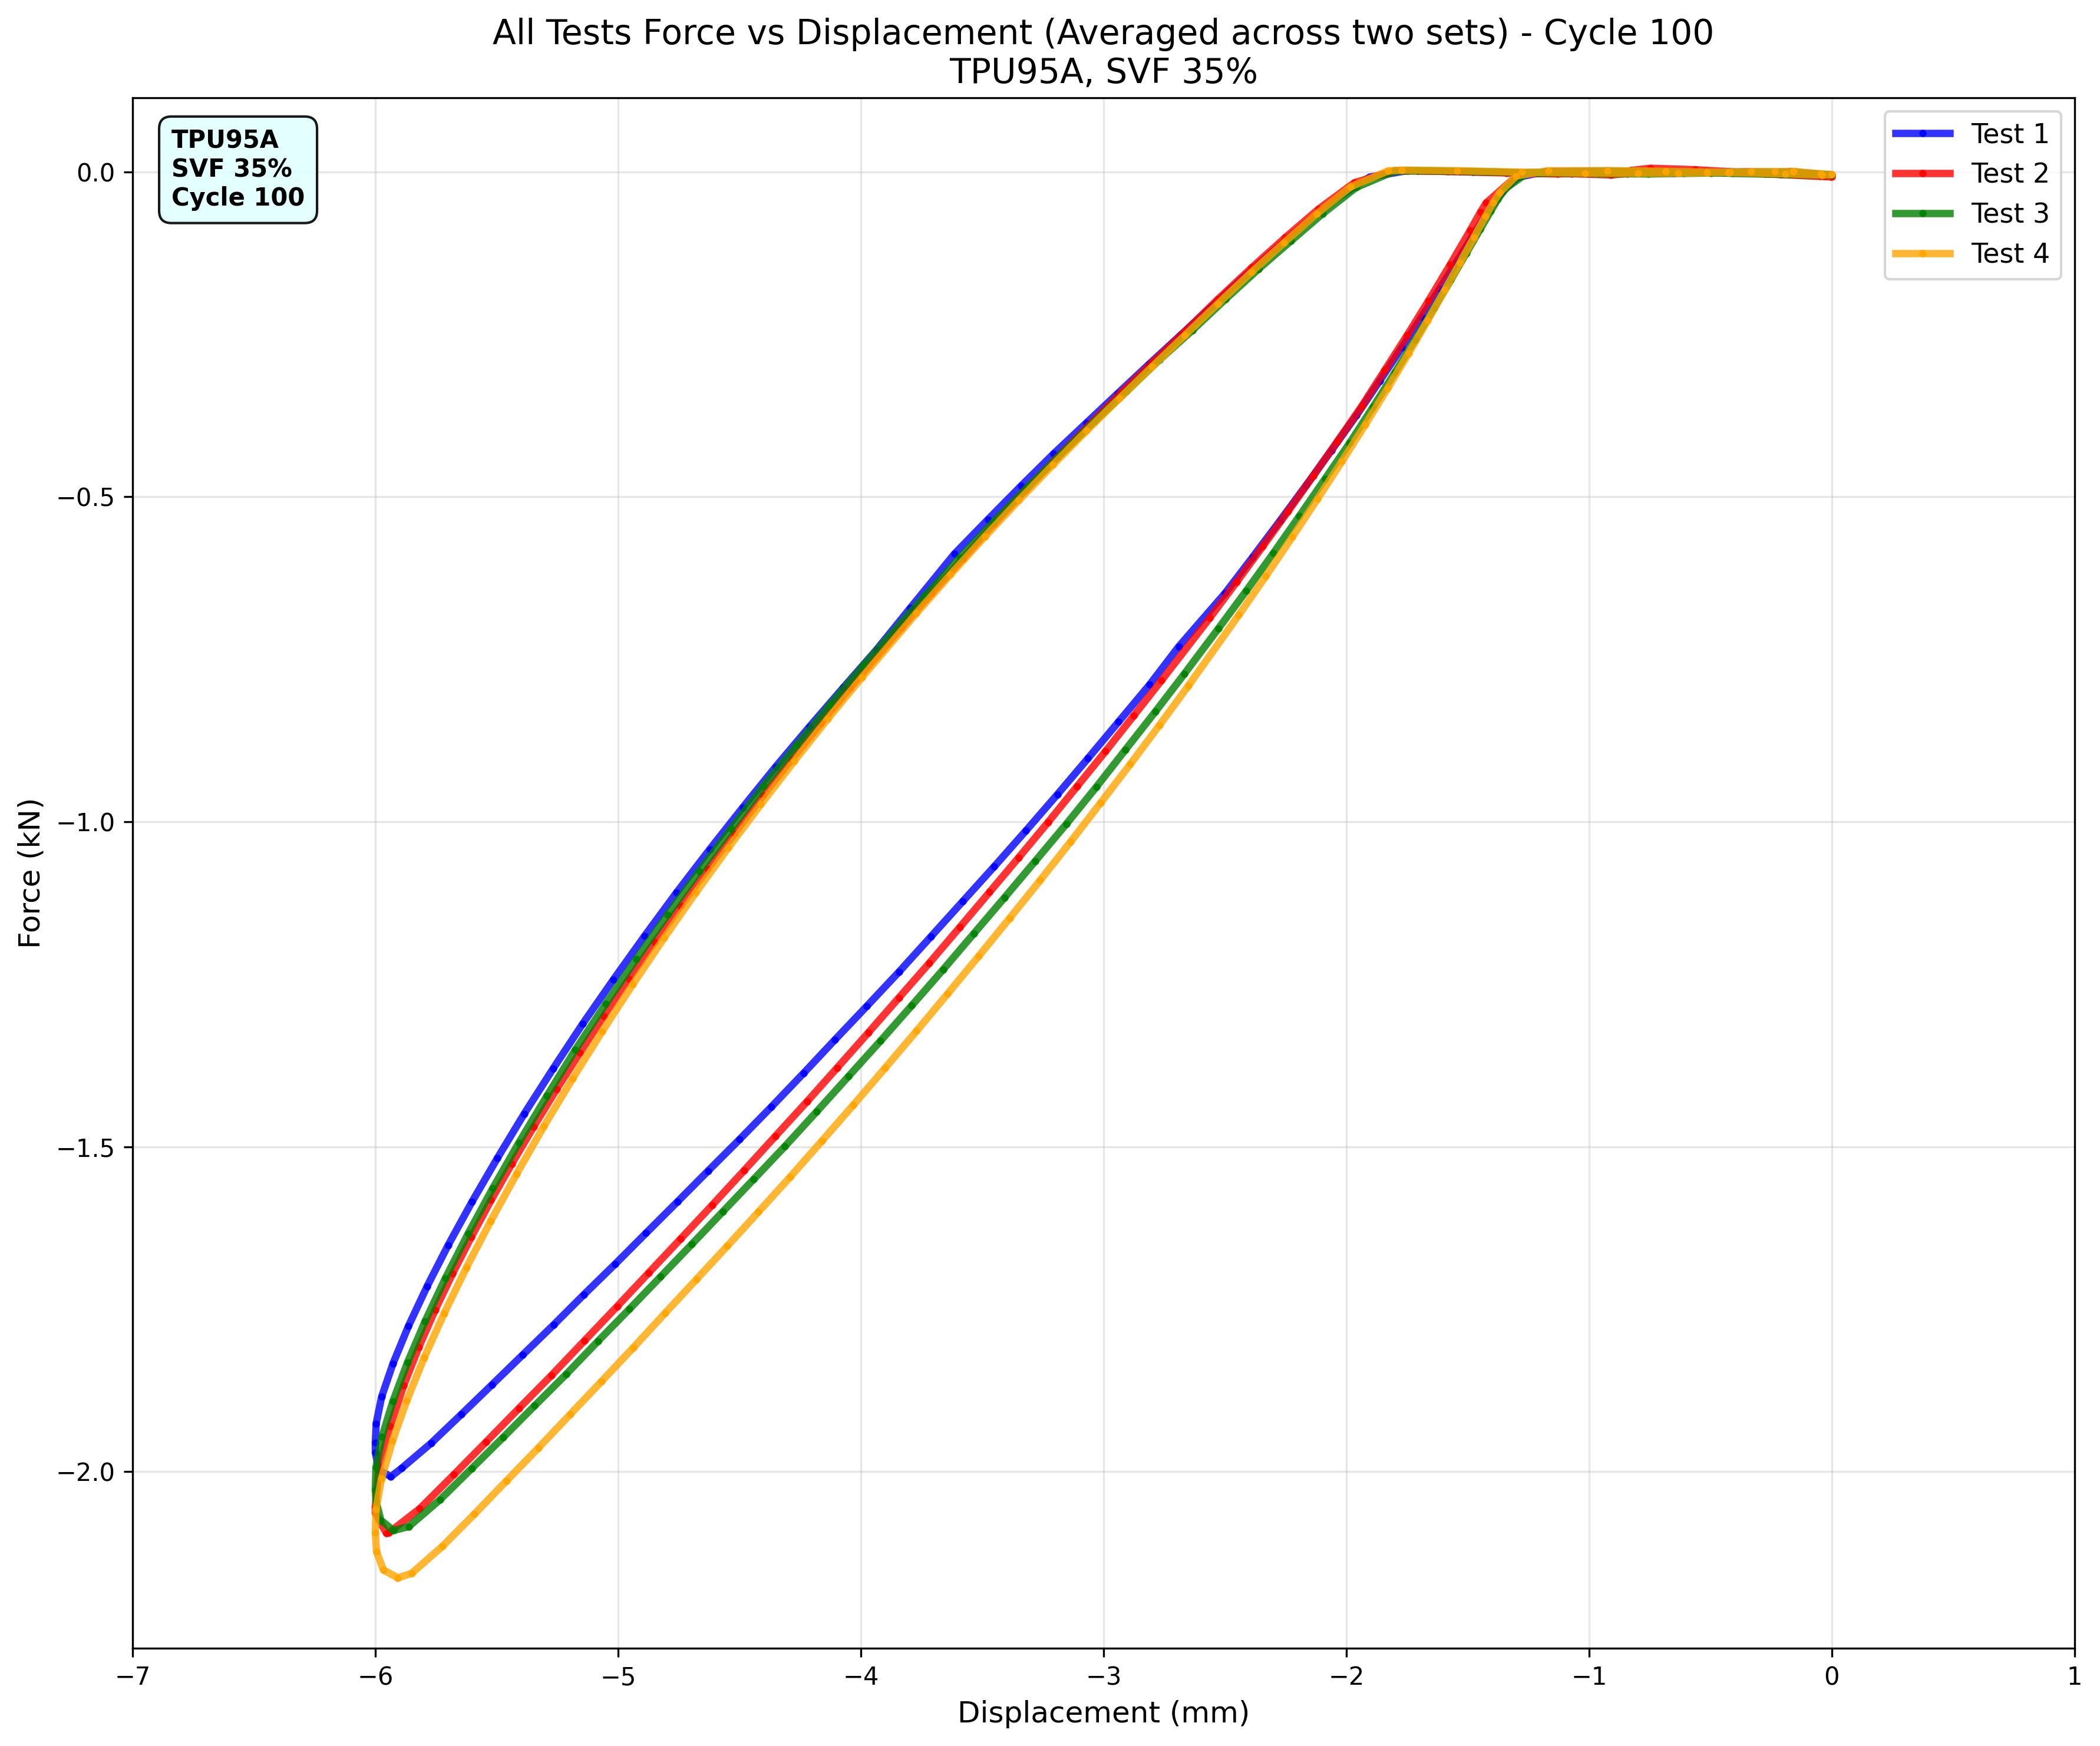 All Tests Force vs Displacement (Averaged across two sets) - Cycle 100
TPU95A, SVF 35%
TPU95A
SVF 35%
Cycle 100
Test 1
Test 2
Test 3
Test 4
0.0
−0.5
−1.0
−1.5
−2.0
Force (kN)
−7 −6 −5 −4 −3 −2 −1 0 1
Displacement (mm)